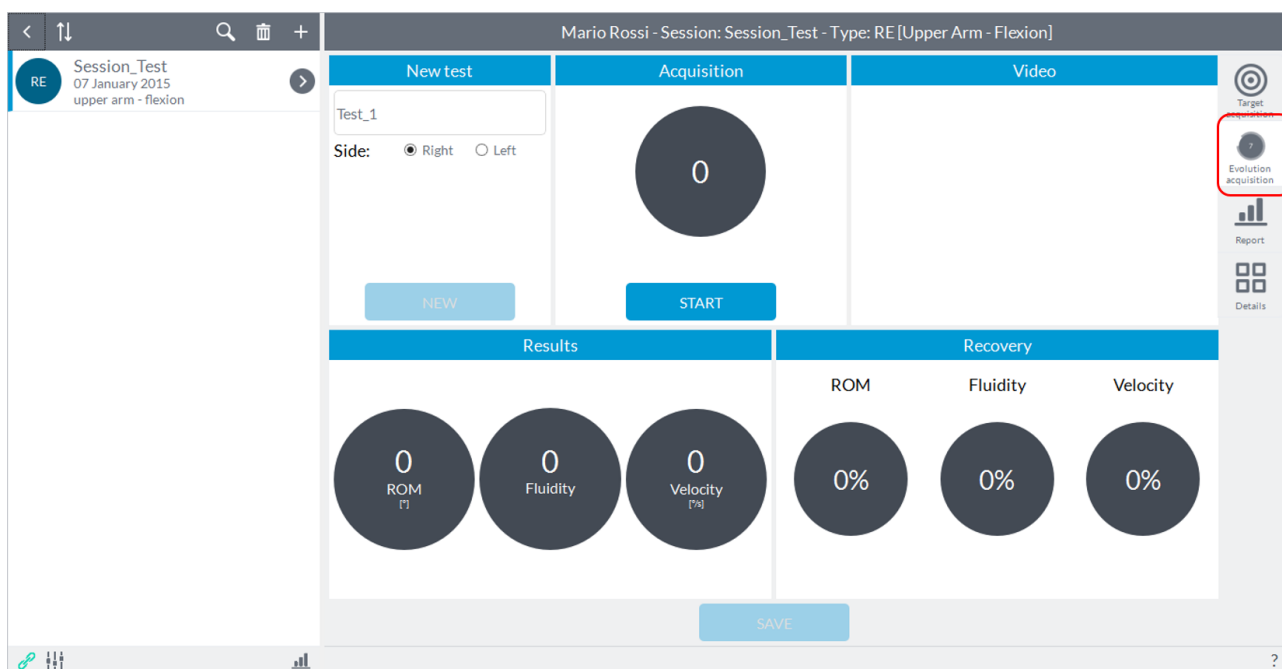 Mario Rossi - Session: Session_Test - Type: RE [Upper Arm - Flexion]
RE
Session_Test
07 January 2015
upper arm - flexion
New test
Test_1
Side:
Right
Left
NEW
Acquisition
0
START
Video
Target
acquisition
7
Evolution
acquisition
Report
Details
Results
0
ROM
[°]
0
Fluidity
0
Velocity
[°/s]
Recovery
ROM
Fluidity
Velocity
0%
0%
0%
SAVE
?